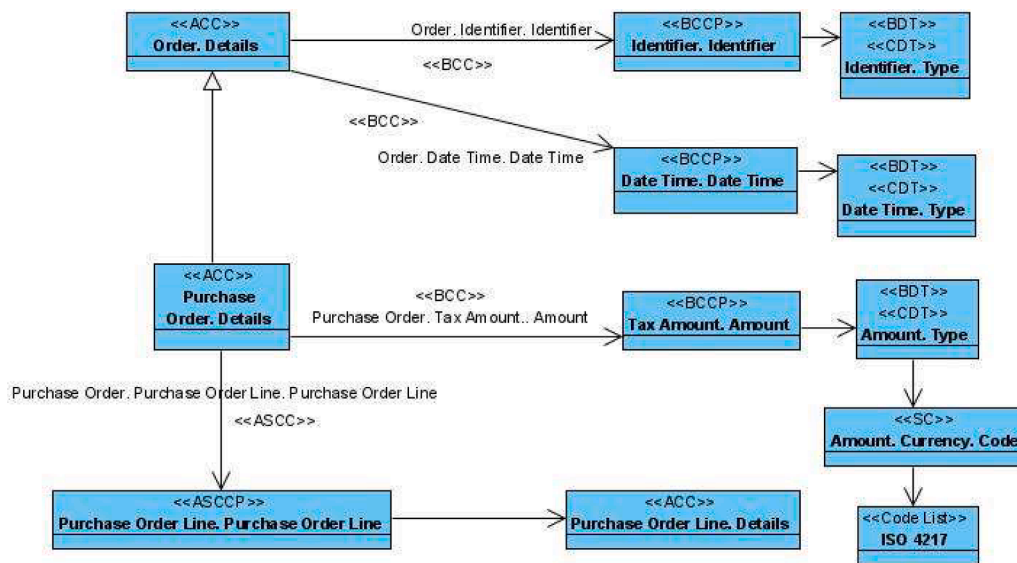 <<ACC>>
Order. Details
Order. Identifier. Identifier
<<BCC>>
<<BCCP>>
Identifier. Identifier
<<BDT>>
<<CDT>>
Identifier. Type
<<BCC>>
Order. Date Time. Date Time
<<BCCP>>
Date Time. Date Time
<<BDT>>
<<CDT>>
Date Time. Type
<<ACC>>
Purchase
Order. Details
<<BCC>>
Purchase Order. Tax Amount.. Amount
<<BCCP>>
Tax Amount. Amount
<<BDT>>
<<CDT>>
Amount. Type
Purchase Order. Purchase Order Line. Purchase Order Line
<<ASCC>>
<<SC>>
Amount. Currency. Code
<<ASCCP>>
Purchase Order Line. Purchase Order Line
<<ACC>>
Purchase Order Line. Details
<<Code List>>
ISO 4217